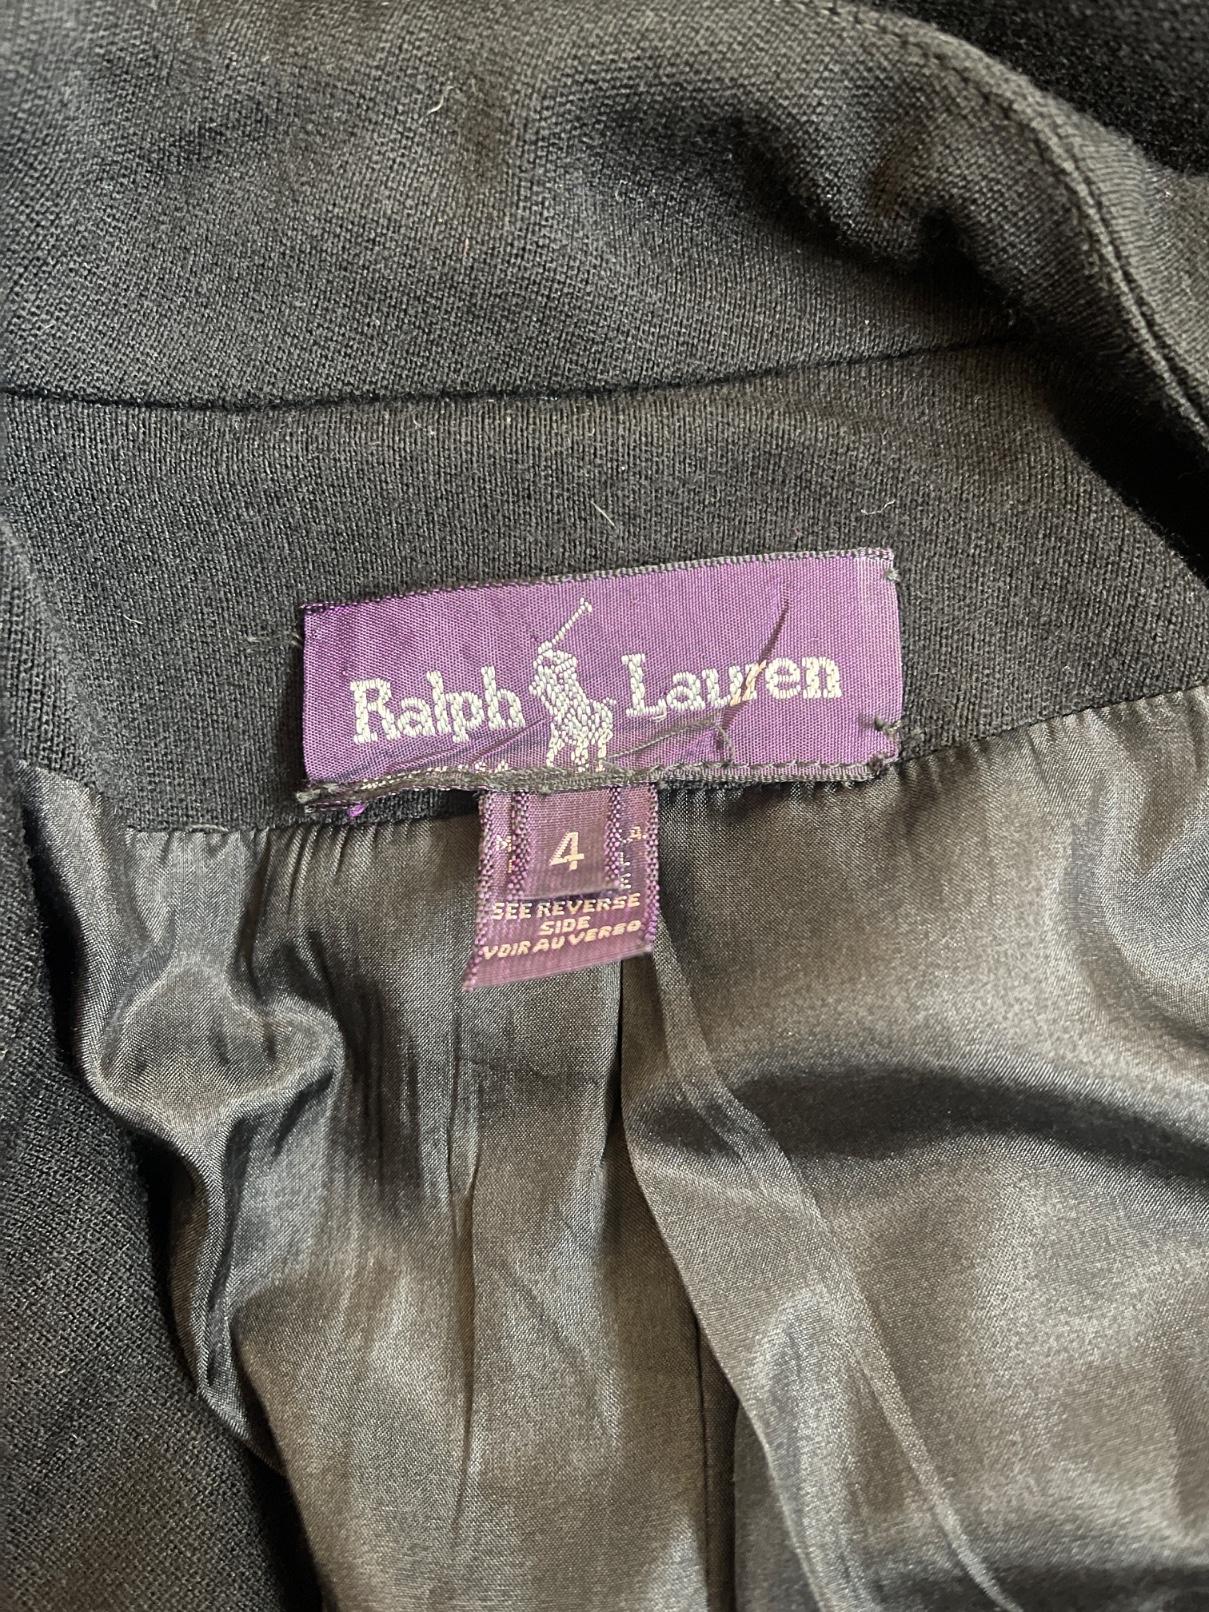 Ralph Lauren
4
SEE REVERSE
SIDE
VOIR AU VERSO